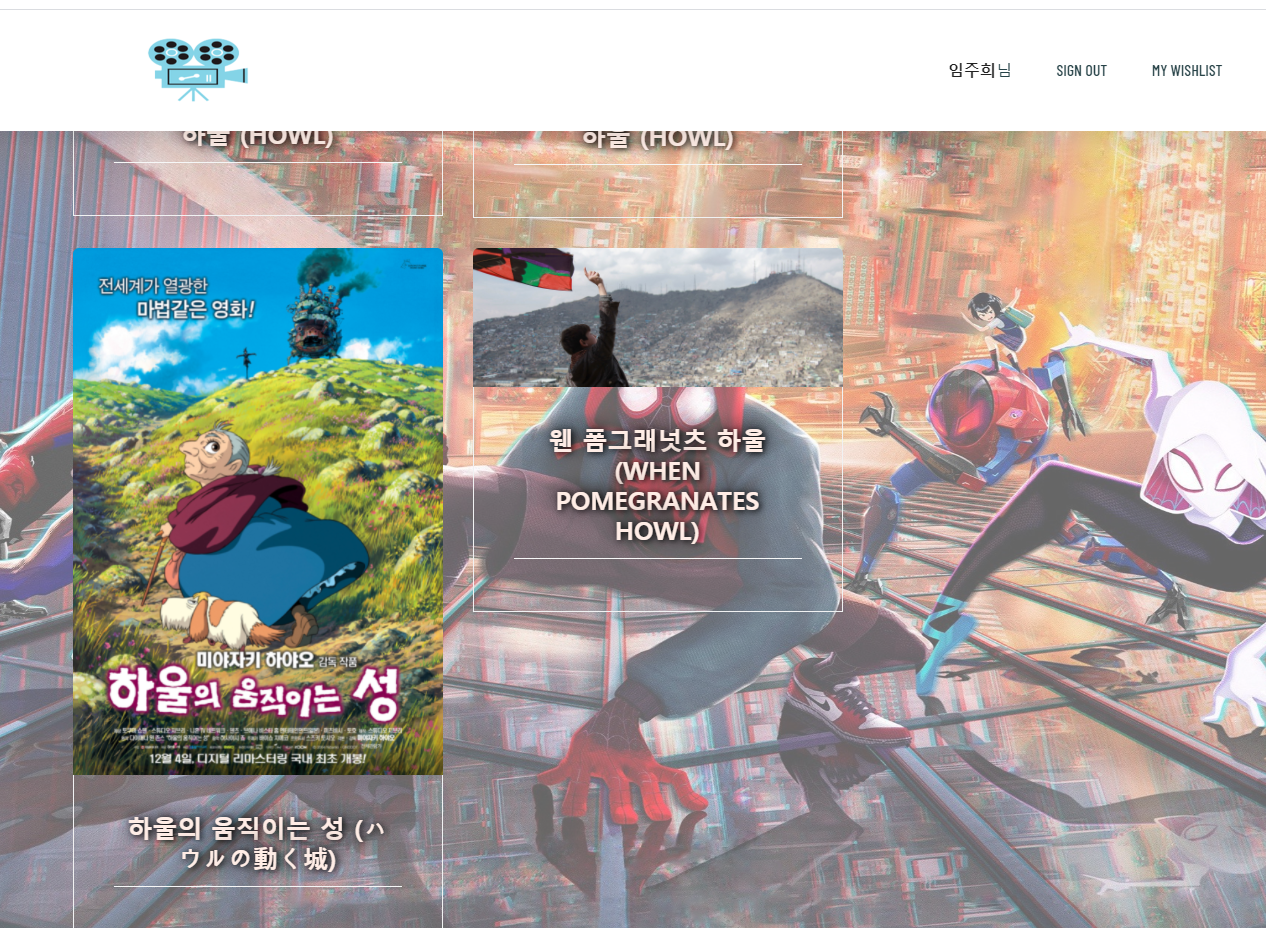 임주희님
SIGN OUT
MY WISHLIST
하울 (HOWL)
하울 (HOWL)
전세계가 열광한
마법같은 영화!
미야자키 하야오 감독 작품
하울의 움직이는 성
12월 4일, 디지털 리마스터링 국내 최초 개봉!
웬 폼그래넛츠 하울
(WHEN
POMEGRANATES
HOWL)
하울의 움직이는 성 (ハ
ウルの動く城)